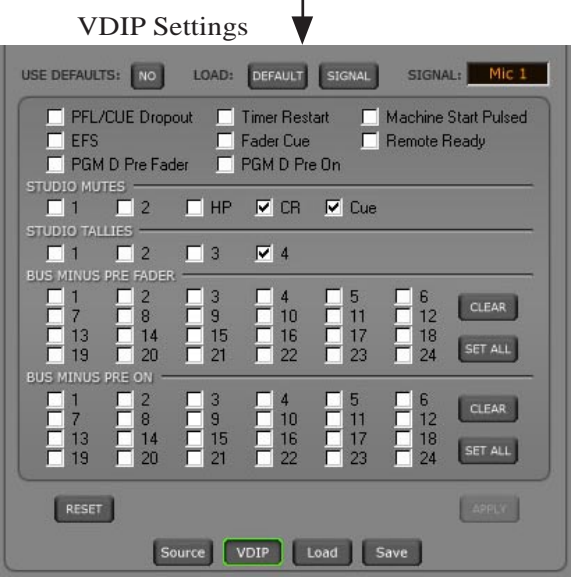 VDIP Settings
USE DEFAULTS: NO LOAD: DEFAULT SIGNAL SIGNAL: Mic 1
PFL/CUE Dropout Timer Restart Machine Start Pulsed
EFS Fader Cue Remote Ready
PGM D Pre Fader PGM D Pre On
STUDIO MUTES
1 2 HP CR Cue
STUDIO TALLIES
1 2 3 4
BUS MINUS PRE FADER
1 2 3 4 5 6
7 8 9 10 11 12
CLEAR
13 14 15 16 17 18
19 20 21 22 23 24
SET ALL
BUS MINUS PRE ON
1 2 3 4 5 6
7 8 9 10 11 12
CLEAR
13 14 15 16 17 18
19 20 21 22 23 24
SET ALL
RESET APPLY
Source VDIP Load Save